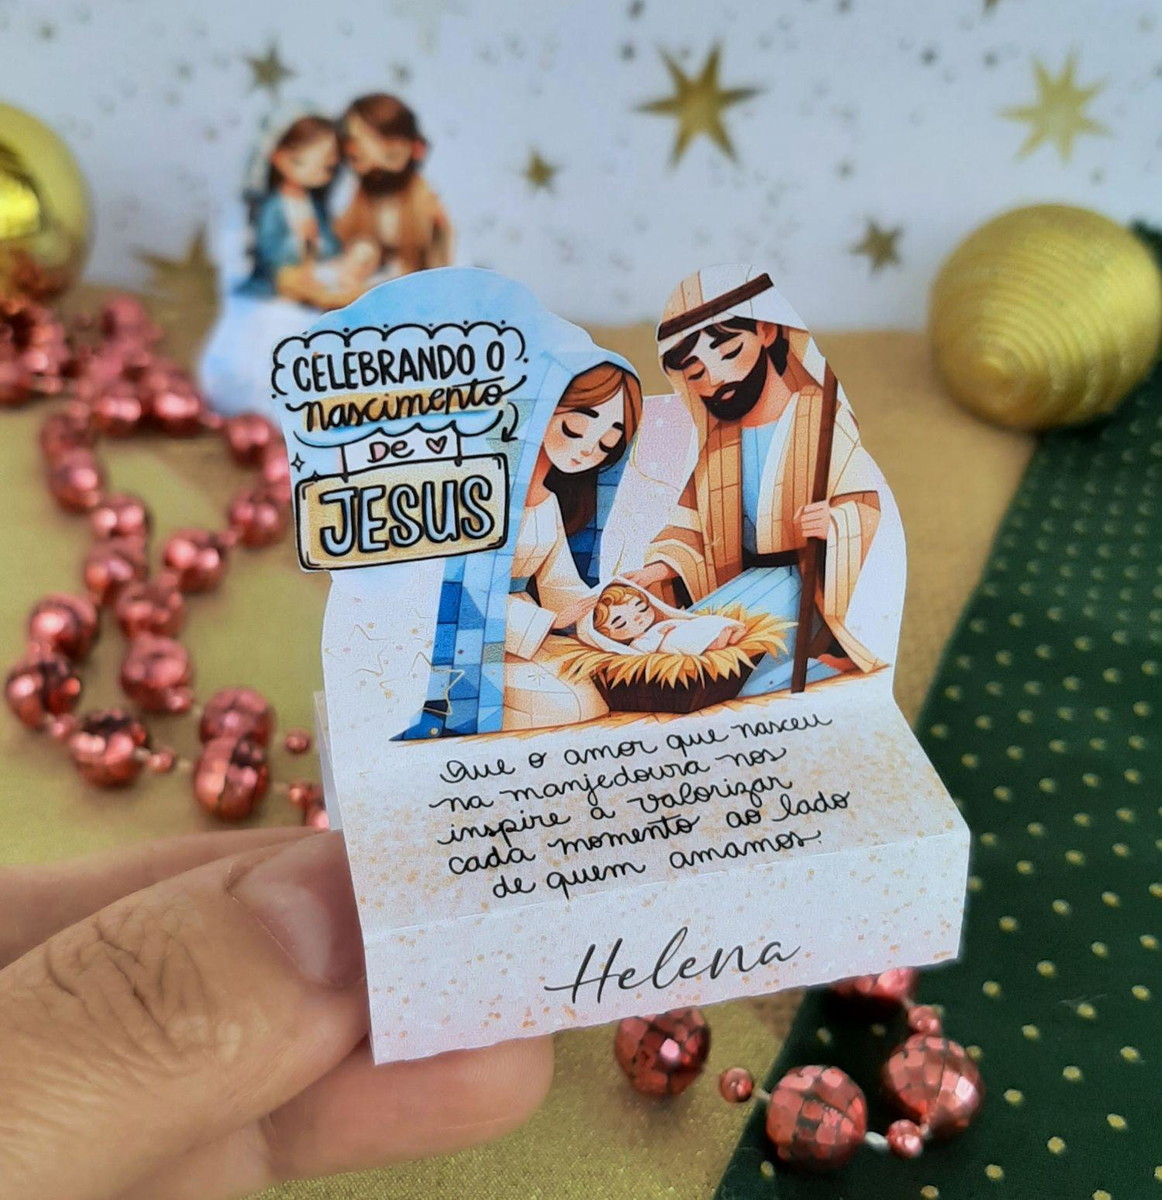 CELEBRANDO O
nascimento
DE
JESUS
Que o amor que nasceu
na manjedoura nos
inspire a valorizar
cada momento ao lado
de quem amamos!
Helena